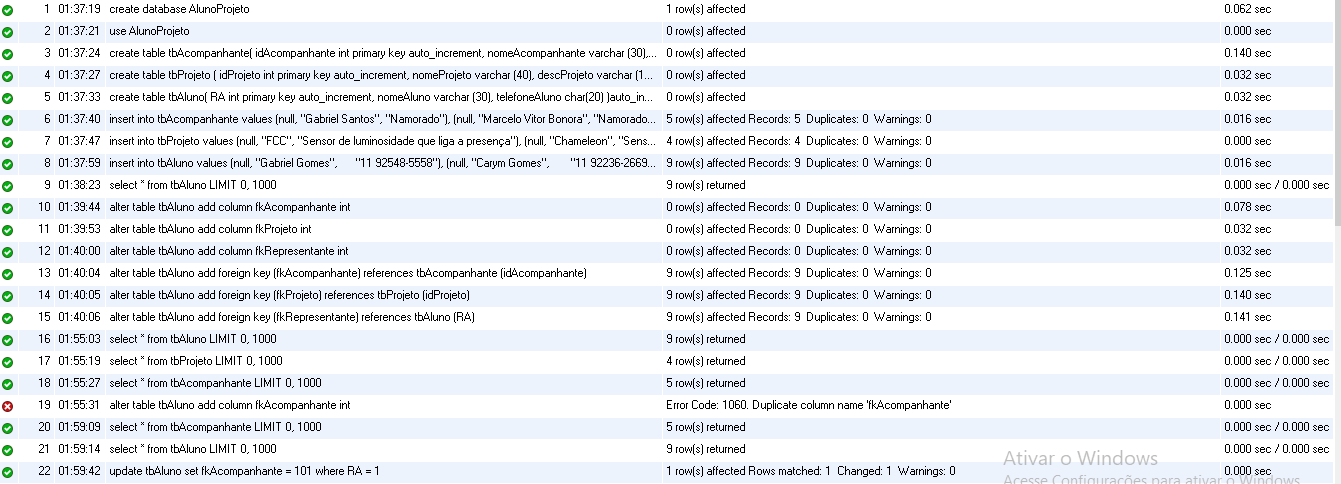 1 01:37:19 create database AlunoProjeto 1 row(s) affected 0.062 sec
2 01:37:21 use AlunoProjeto 0 row(s) affected 0.000 sec
3 01:37:24 create table tbAcompanhante( idAcompanhante int primary key auto_increment, nomeAcompanhante varchar (30),... 0 row(s) affected 0.140 sec
4 01:37:27 create table tbProjeto ( idProjeto int primary key auto_increment, nomeProjeto varchar (40), descProjeto varchar (1... 0 row(s) affected 0.032 sec
5 01:37:33 create table tbAluno( RA int primary key auto_increment, nomeAluno varchar (30), telefoneAluno char(20) )auto_in... 0 row(s) affected 0.032 sec
6 01:37:40 insert into tbAcompanhante values (null, "Gabriel Santos", "Namorado"), (null, "Marcelo Vitor Bonora", "Namorado... 5 row(s) affected Records: 5 Duplicates: 0 Warnings: 0 0.016 sec
7 01:37:47 insert into tbProjeto values (null, "FCC", "Sensor de luminosidade que liga a presença"), (null, "Chameleon", "Sens... 4 row(s) affected Records: 4 Duplicates: 0 Warnings: 0 0.000 sec
8 01:37:59 insert into tbAluno values (null, "Gabriel Gomes", "11 92548-5558"), (null, "Carym Gomes", "11 92236-2669... 9 row(s) affected Records: 9 Duplicates: 0 Warnings: 0 0.016 sec
9 01:38:23 select * from tbAluno LIMIT 0, 1000 9 row(s) returned 0.000 sec / 0.000 sec
10 01:39:44 alter table tbAluno add column fkAcompanhante int 0 row(s) affected Records: 0 Duplicates: 0 Warnings: 0 0.078 sec
11 01:39:53 alter table tbAluno add column fkProjeto int 0 row(s) affected Records: 0 Duplicates: 0 Warnings: 0 0.032 sec
12 01:40:00 alter table tbAluno add column fkRepresentante int 0 row(s) affected Records: 0 Duplicates: 0 Warnings: 0 0.032 sec
13 01:40:04 alter table tbAluno add foreign key (fkAcompanhante) references tbAcompanhante (idAcompanhante) 9 row(s) affected Records: 9 Duplicates: 0 Warnings: 0 0.125 sec
14 01:40:05 alter table tbAluno add foreign key (fkProjeto) references tbProjeto (idProjeto) 9 row(s) affected Records: 9 Duplicates: 0 Warnings: 0 0.140 sec
15 01:40:06 alter table tbAluno add foreign key (fkRepresentante) references tbAluno (RA) 9 row(s) affected Records: 9 Duplicates: 0 Warnings: 0 0.141 sec
16 01:55:03 select * from tbAluno LIMIT 0, 1000 9 row(s) returned 0.000 sec / 0.000 sec
17 01:55:19 select * from tbProjeto LIMIT 0, 1000 4 row(s) returned 0.000 sec / 0.000 sec
18 01:55:27 select * from tbAcompanhante LIMIT 0, 1000 5 row(s) returned 0.000 sec / 0.000 sec
19 01:55:31 alter table tbAluno add column fkAcompanhante int Error Code: 1060. Duplicate column name 'fkAcompanhante' 0.000 sec
20 01:59:09 select * from tbAcompanhante LIMIT 0, 1000 5 row(s) returned 0.000 sec / 0.000 sec
21 01:59:14 select * from tbAluno LIMIT 0, 1000 9 row(s) returned 0.000 sec / 0.000 sec
Ativar o Windows
22 01:59:42 update tbAluno set fkAcompanhante = 101 where RA = 1 1 row(s) affected Rows matched: 1 Changed: 1 Warnings: 0 0.000 sec
Acesse Configurações para ativar o Windows